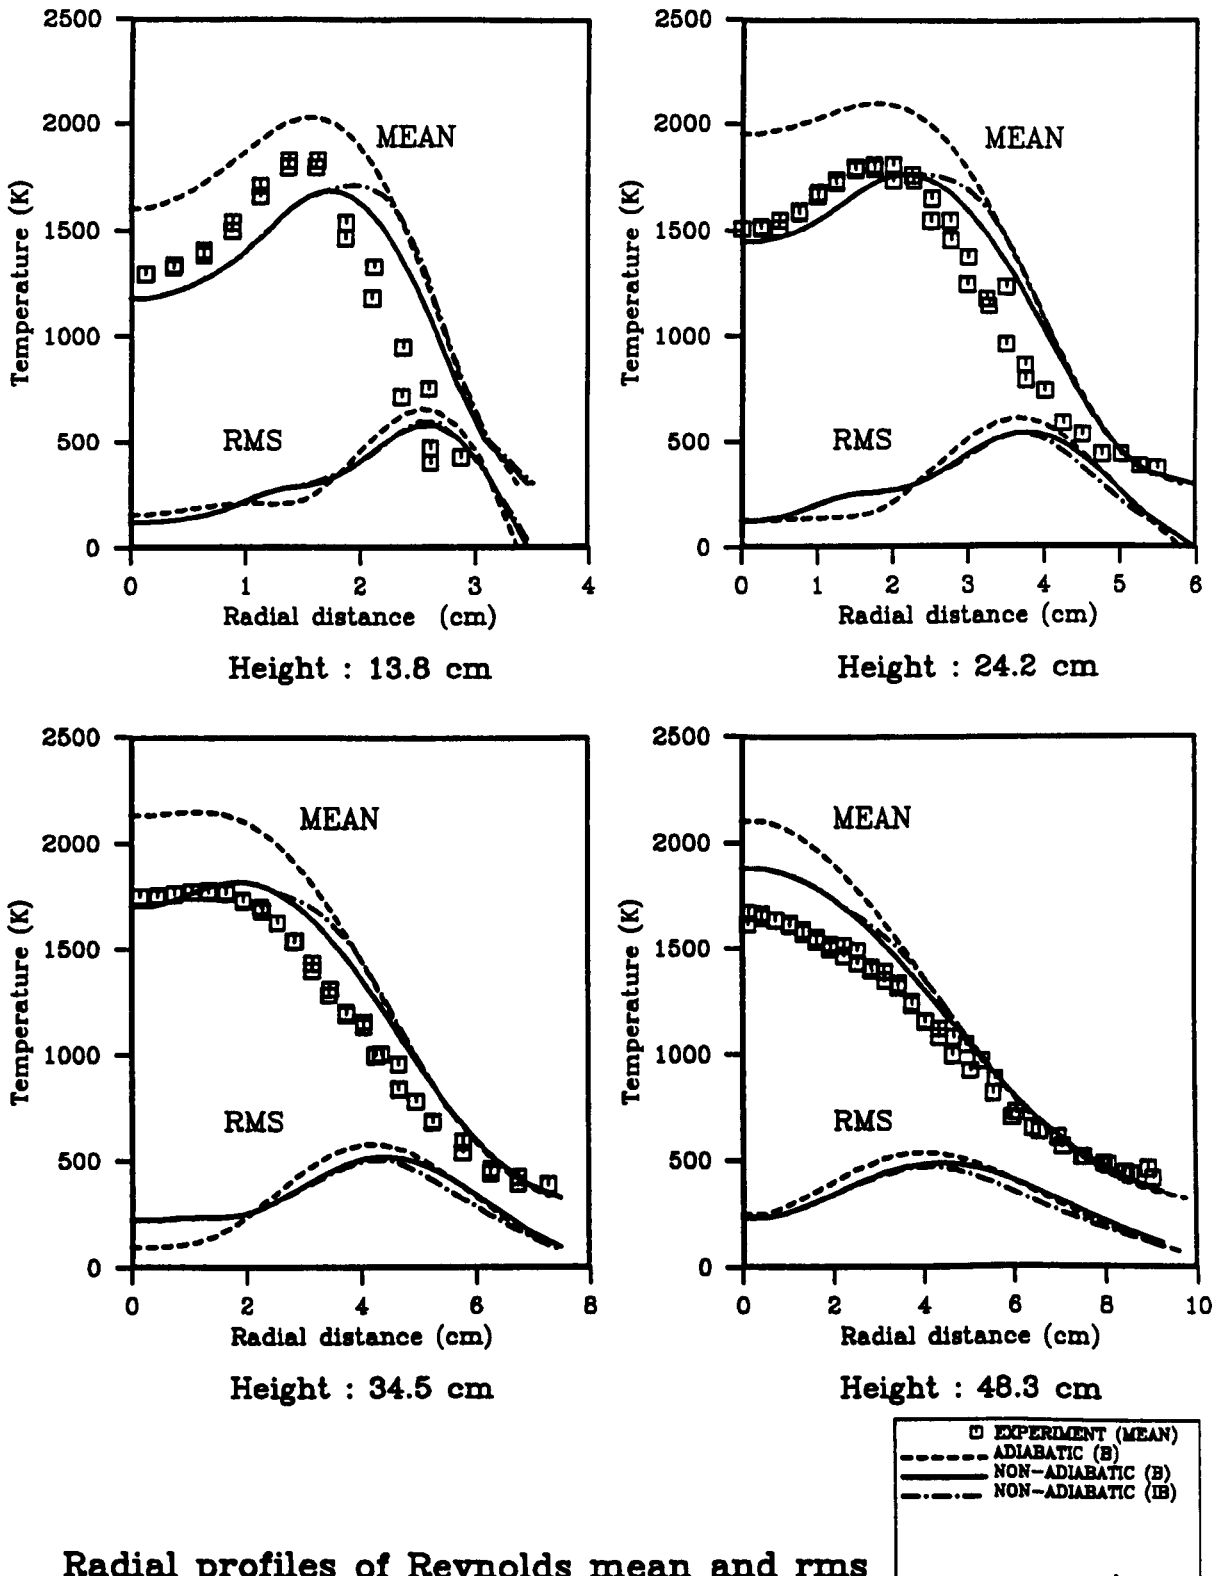 2500
2000
1500
1000
500
0
Temperature (K)
MEAN
RMS
0 1 2 3 4
Radial distance (cm)
Height : 13.8 cm
2500
2000
1500
1000
500
0
Temperature (K)
MEAN
RMS
0 1 2 3 4 5 6
Radial distance (cm)
Height : 24.2 cm
2500
2000
1500
1000
500
0
Temperature (K)
MEAN
RMS
0 2 4 6 8
Radial distance (cm)
Height : 34.5 cm
2500
2000
1500
1000
500
0
Temperature (K)
MEAN
RMS
0 2 4 6 8 10
Radial distance (cm)
Height : 48.3 cm
EXPERIMENT (MEAN)
ADIABATIC (B)
NON-ADIABATIC (B)
NON-ADIABATIC (IB)
Radial profiles of Reynolds mean and rms